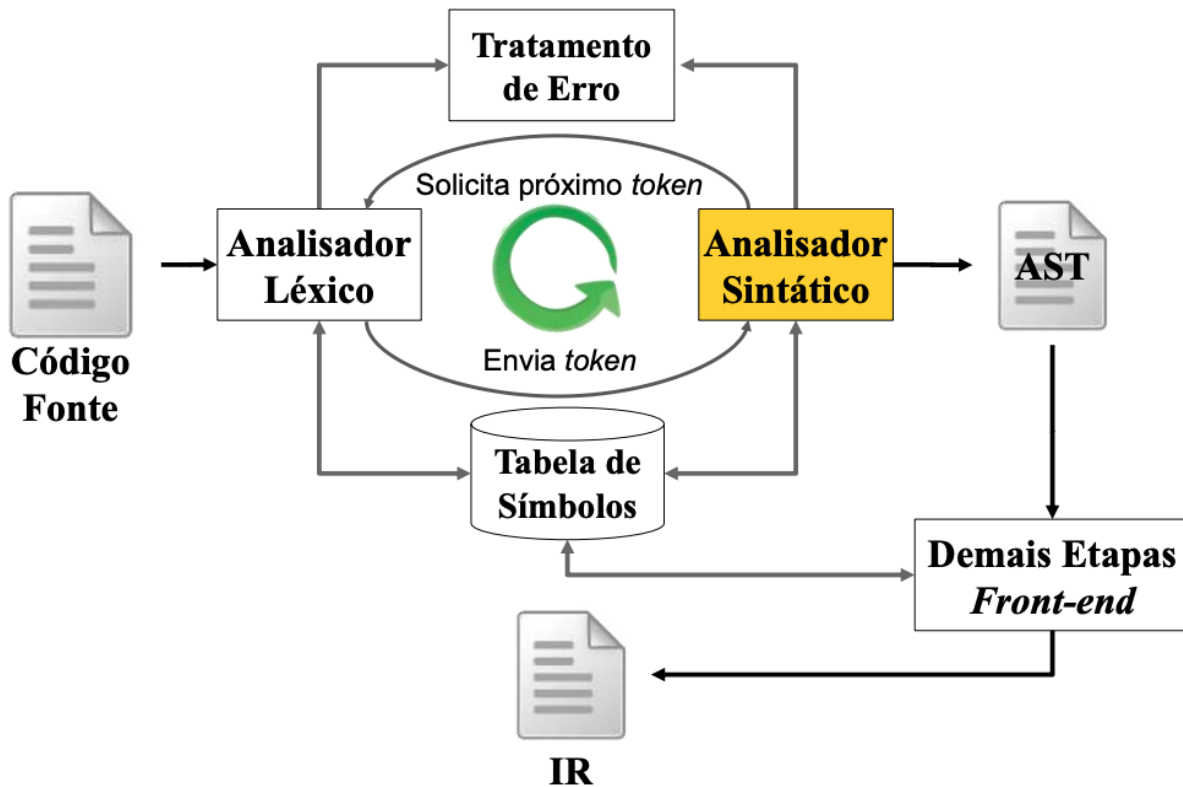 Tratamento
de Erro
Solicita próximo token
Analisador
Léxico
Analisador
Sintático
AST
Código
Fonte
Envia token
Tabela de
Símbolos
Demais Etapas
Front-end
IR